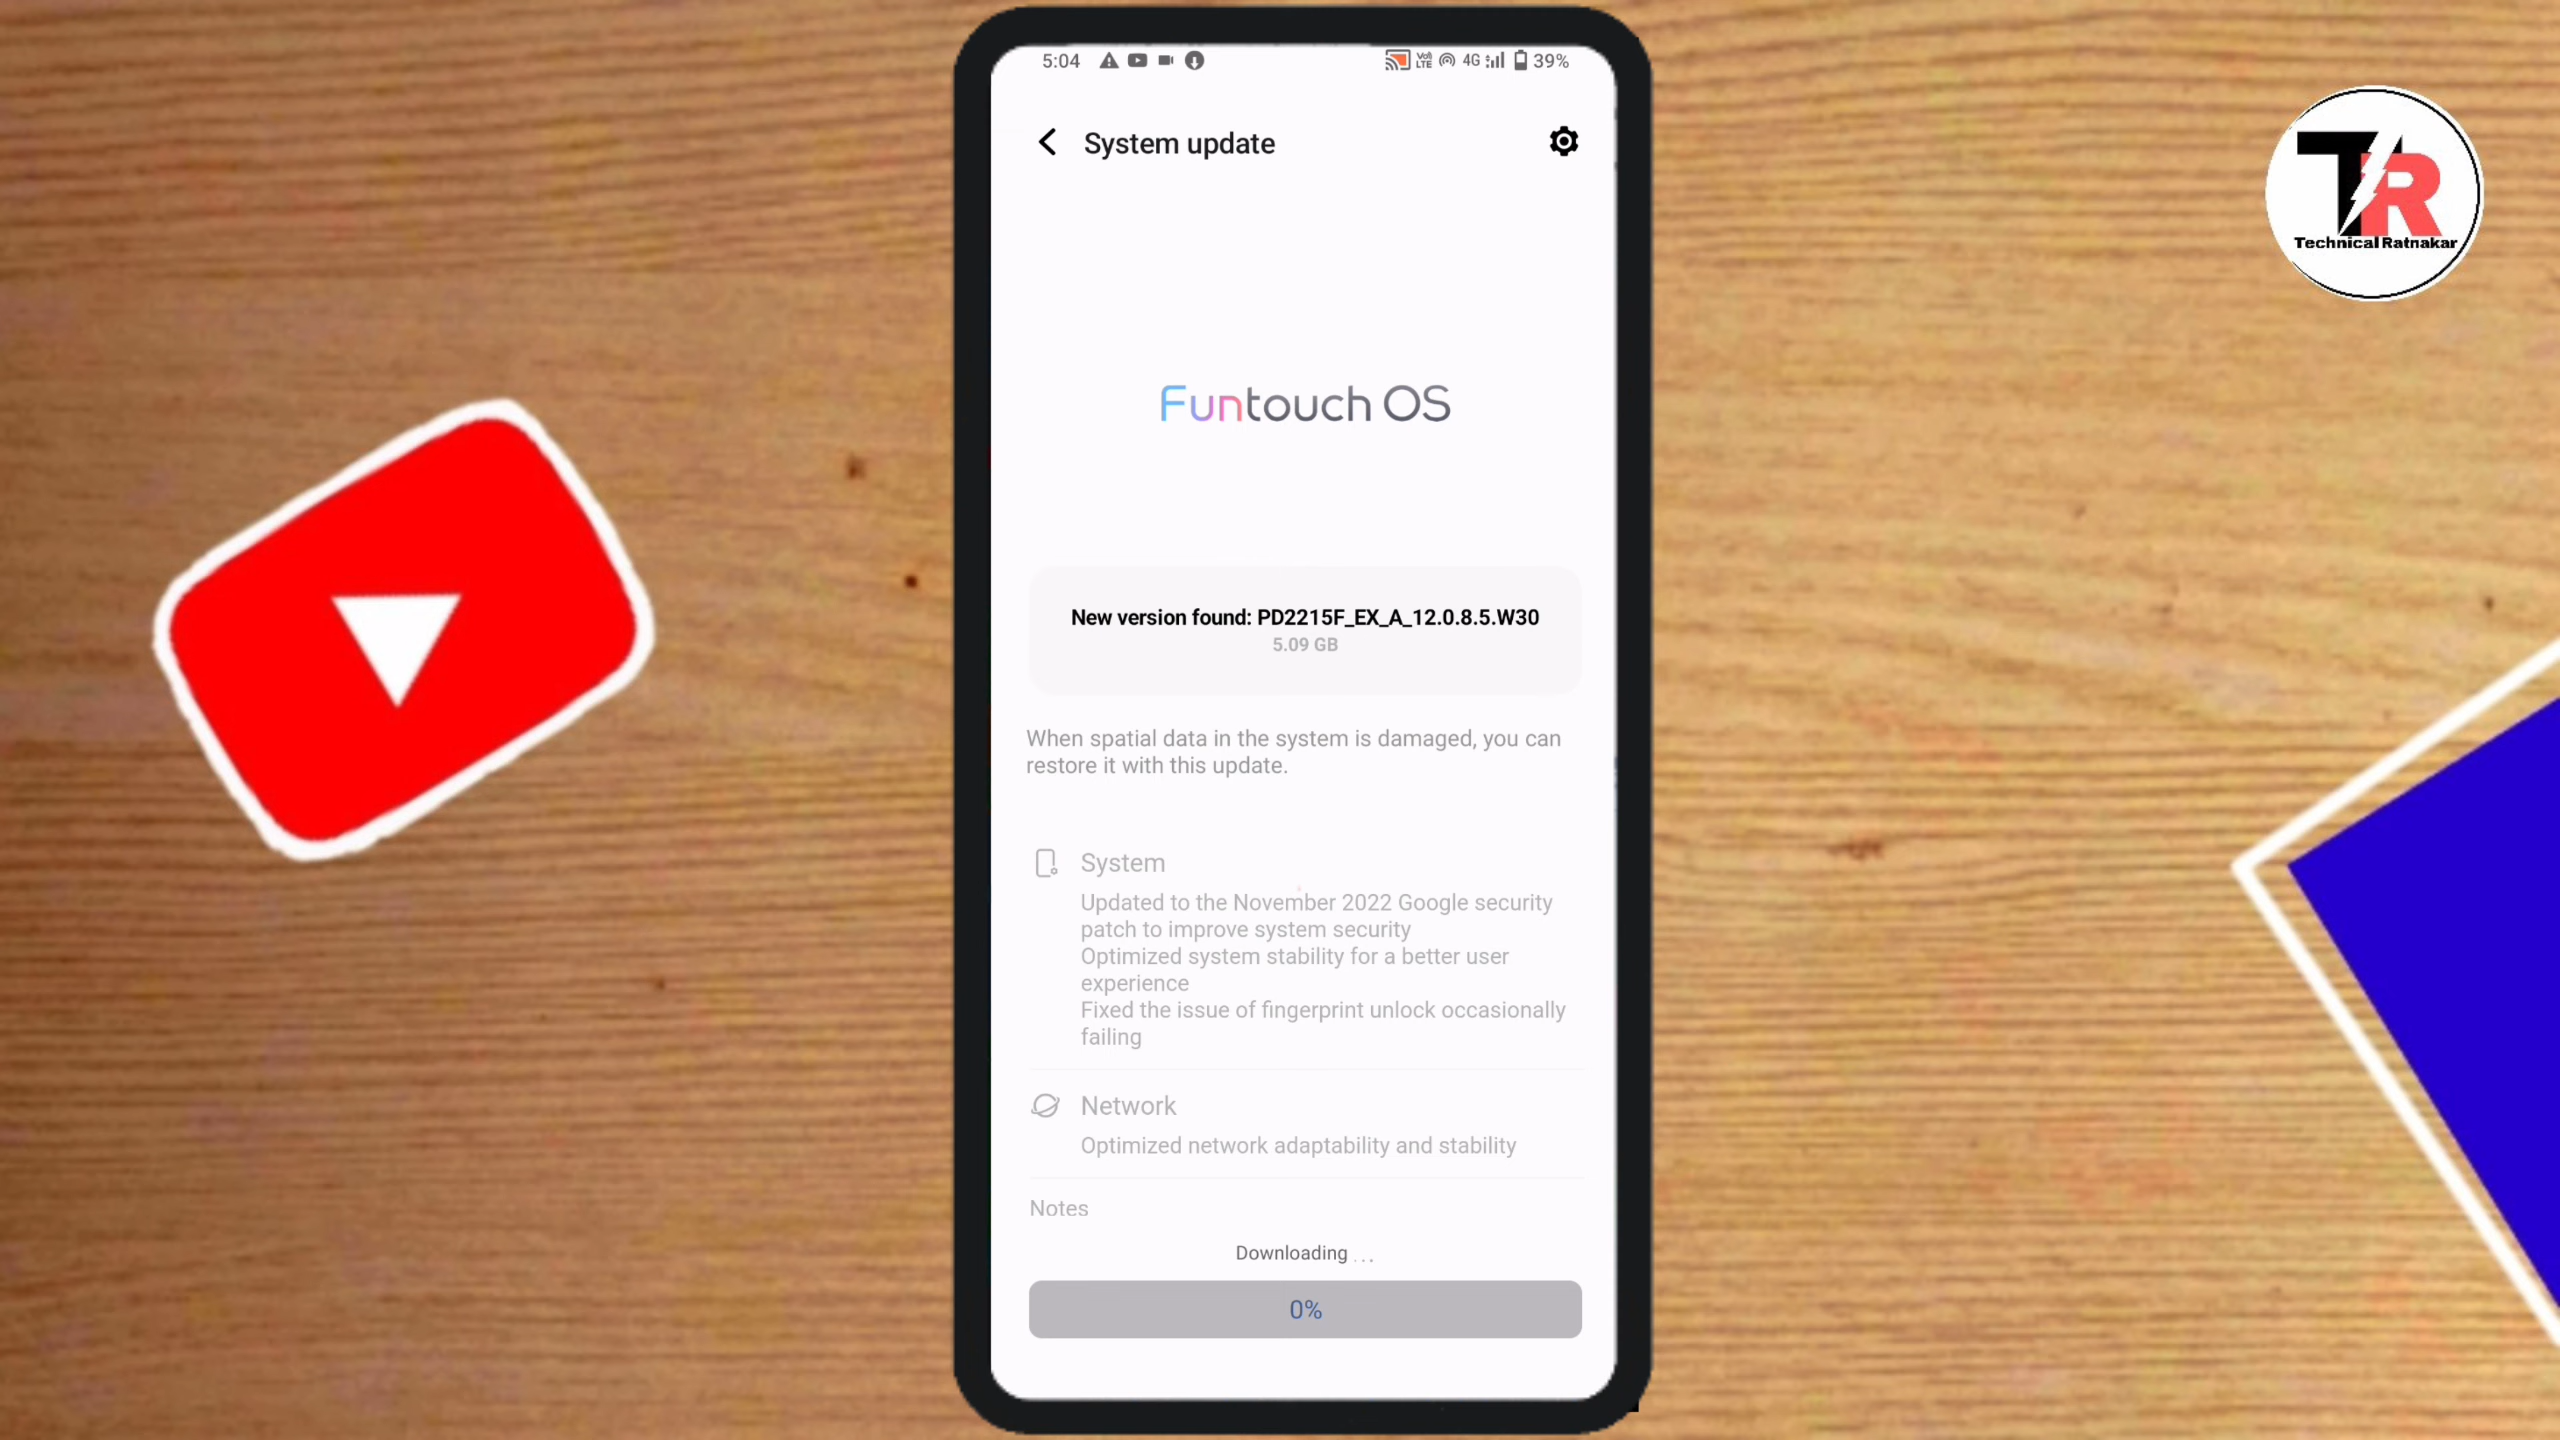 5:04
Vo)
LTE
4G
39%
System update
TR
Technical Ratnakar
Funtouch OS
New version found: PD2215F_EX_A_12.0.8.5.W30
5.09 GB
When spatial data in the system is damaged, you can
restore it with this update.
System
Updated to the November 2022 Google security
patch to improve system security
Optimized system stability for a better user
experience
Fixed the issue of fingerprint unlock occasionally
failing
Network
Optimized network adaptability and stability
Notes
Downloading ...
0%